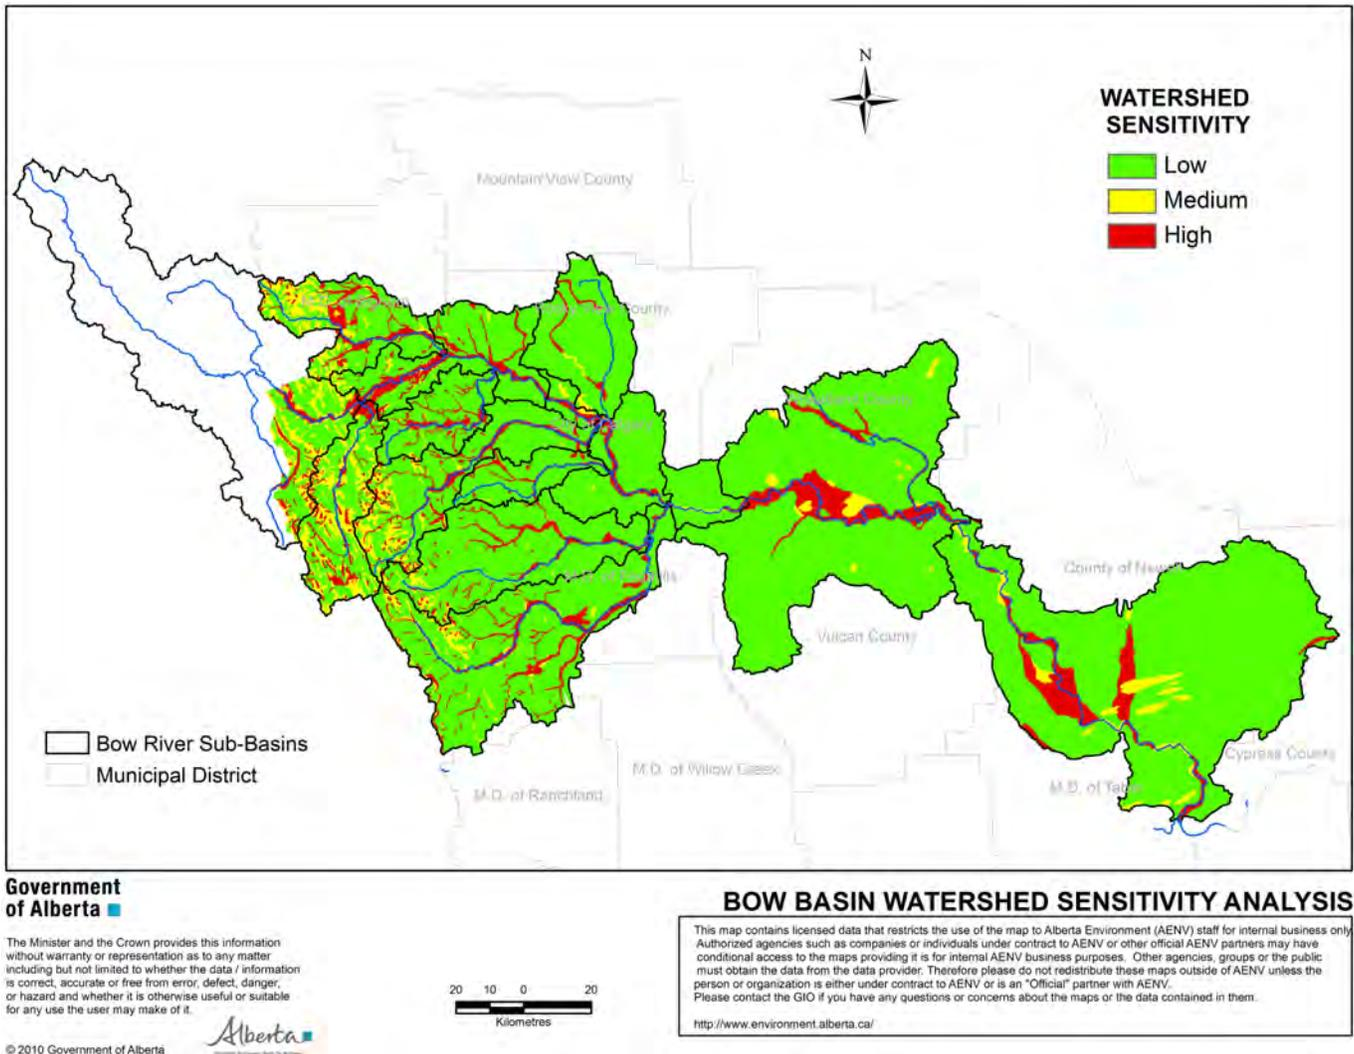 N
WATERSHED
SENSITIVITY
Low
Medium
High
Mountain View County
County
County
County of
Vulcan County
Cypress County
M.D. of
M.D. of Willow Creek
M.D. of Ranchland
Bow River Sub-Basins
Municipal District
Government
of Alberta
BOW BASIN WATERSHED SENSITIVITY ANALYSIS
The Minister and the Crown provides this information
without warranty or representation as to any matter
including but not limited to whether the data / information
is correct, accurate or free from error, defect, danger,
or hazard and whether it is otherwise useful or suitable
for any use the user may make of it.
Alberta
© 2010 Government of Alberta
20 10 0 20
Kilometres
This map contains licensed data that restricts the use of the map to Alberta Environment (AENV) staff for internal business only
Authorized agencies such as companies or individuals under contract to AENV or other official AENV partners may have
conditional access to the maps providing it is for internal AENV business purposes. Other agencies, groups or the public
must obtain the data from the data provider. Therefore please do not redistribute these maps outside of AENV unless the
person or organization is either under contract to AENV or is an "Official" partner with AENV.
Please contact the GIO if you have any questions or concerns about the maps or the data contained in them.
http://www.environment.alberta.ca/